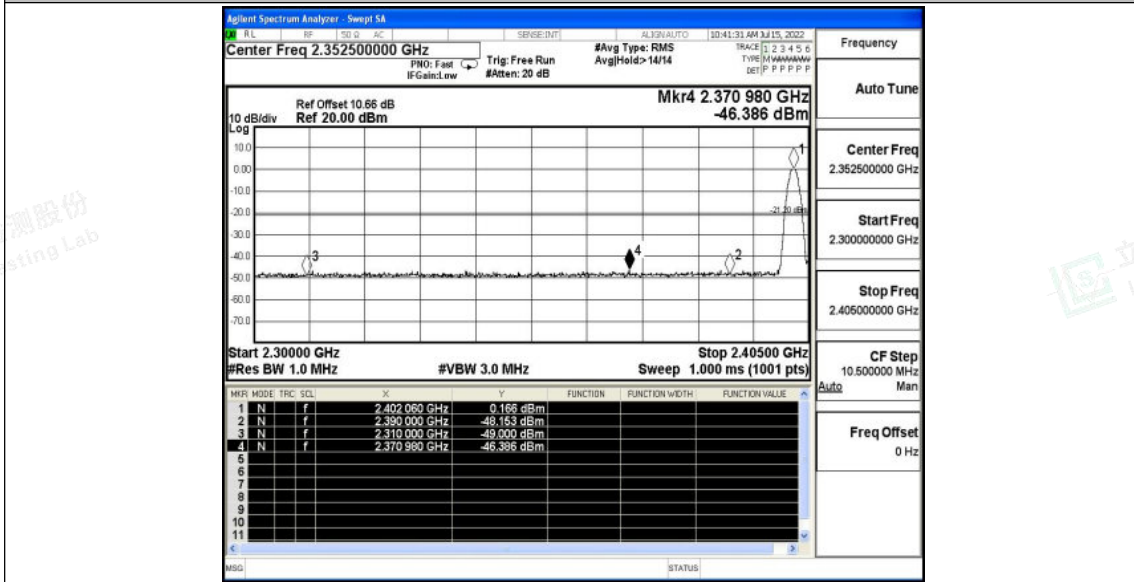 Agilent Spectrum Analyzer - Swept SA
RL RF 50 Ω AC SENSE:INT ALIGNAUTO 10:41:31 AM Jul 15, 2022
Center Freq 2.352500000 GHz
PNO: Fast
IFGain:Low
Trig: Free Run
#Atten: 20 dB
#Avg Type: RMS
Avg|Hold:>14/14
TRACE 1 2 3 4 5 6
TYPE
DET P P P P P P
Frequency
Auto Tune
Mkr4 2.370 980 GHz
-46.386 dBm
Ref Offset 10.66 dB
10 dB/div Ref 20.00 dBm
Log
10.0
0.00
-10.0
-20.0
-30.0
-40.0
-50.0
-60.0
-70.0
1
-21.20 dBm
3
4
2
Center Freq
2.352500000 GHz
Start Freq
2.300000000 GHz
Stop Freq
2.405000000 GHz
CF Step
10.500000 MHz
Auto Man
Freq Offset
0 Hz
Start 2.30000 GHz Stop 2.40500 GHz
#Res BW 1.0 MHz #VBW 3.0 MHz Sweep 1.000 ms (1001 pts)
MKR MODE TRC SCL X Y FUNCTION FUNCTION WIDTH FUNCTION VALUE
1 N f 2.402 060 GHz 0.166 dBm
2 N f 2.390 000 GHz -48.153 dBm
3 N f 2.310 000 GHz -49.000 dBm
4 N f 2.370 980 GHz -46.386 dBm
5
6
7
8
9
10
11
MSG STATUS
测股份
sting Lab
立